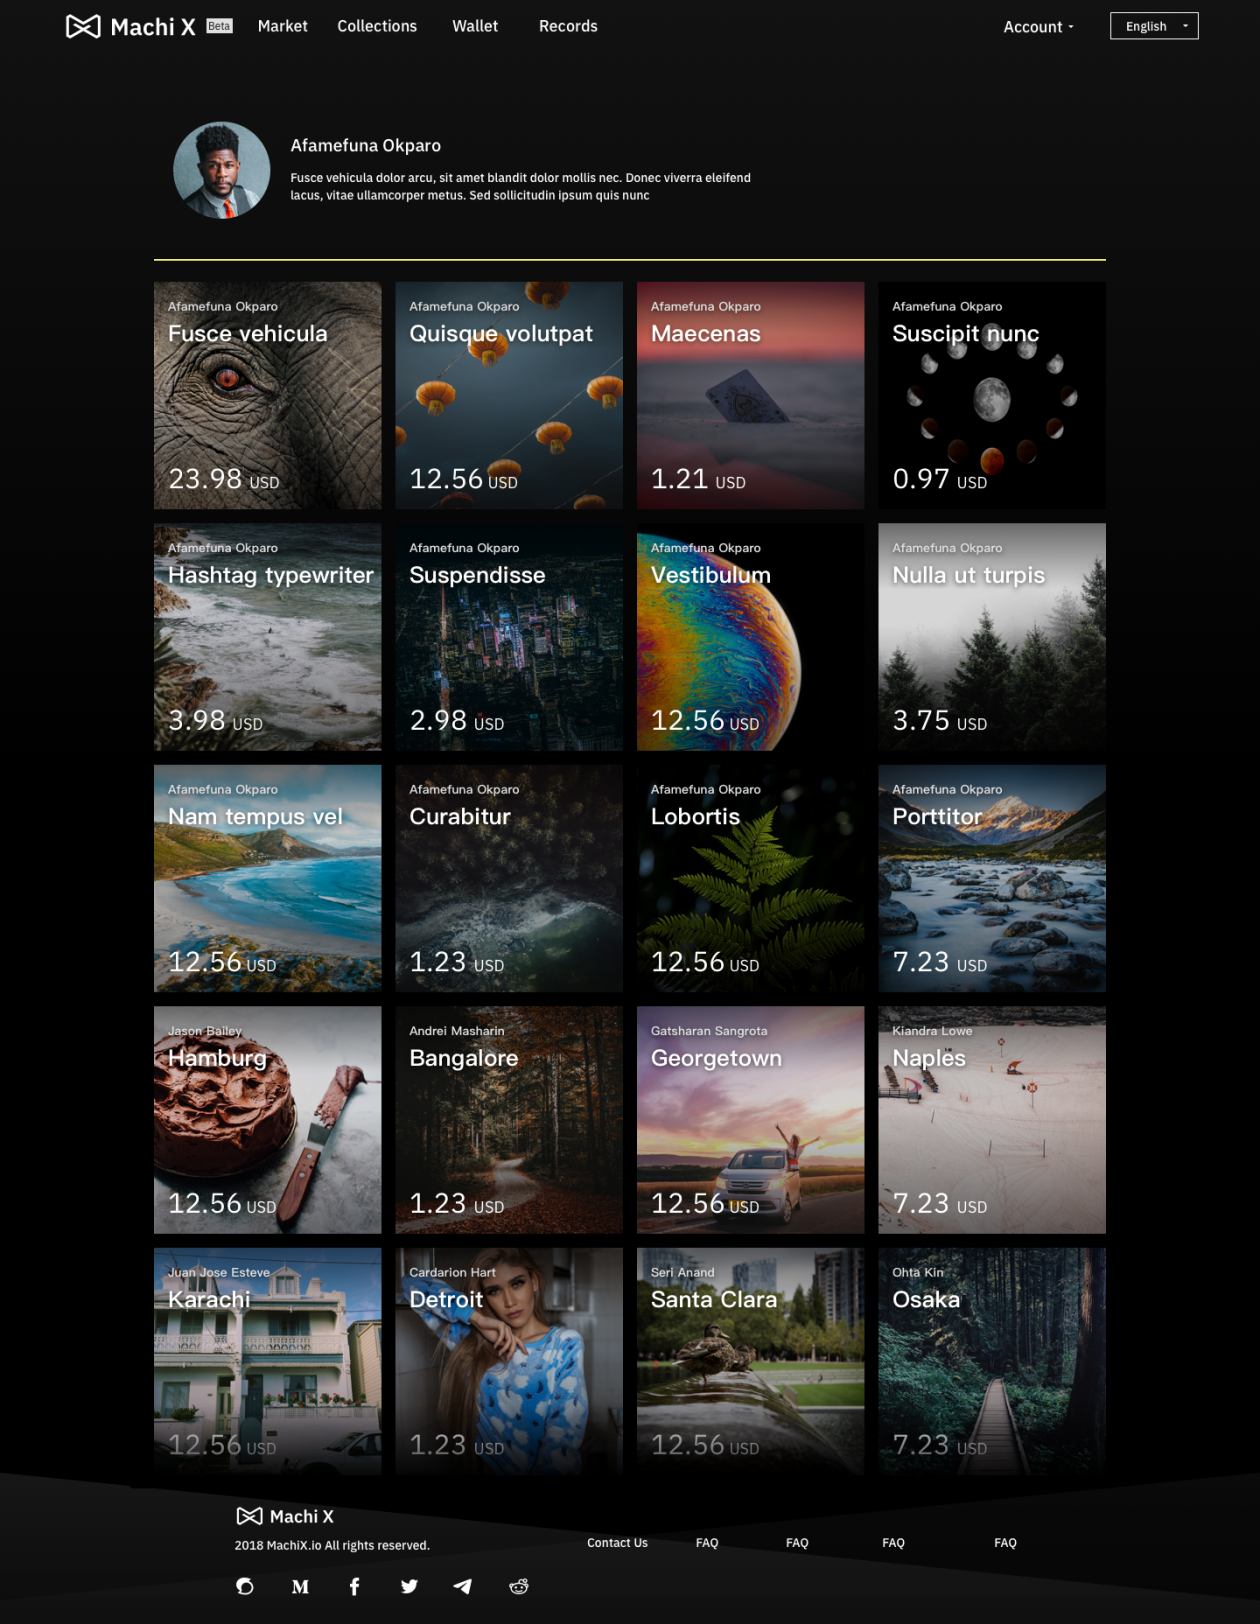 Machi X Beta Market Collections Wallet Records Account English
Afamefuna Okparo
Fusce vehicula dolor arcu, sit amet blandit dolor mollis nec. Donec viverra eleifend
lacus, vitae ullamcorper metus. Sed sollicitudin ipsum quis nunc
Afamefuna Okparo
Fusce vehicula
23.98 USD
Afamefuna Okparo
Quisque volutpat
12.56 USD
Afamefuna Okparo
Maecenas
1.21 USD
Afamefuna Okparo
Suscipit nunc
0.97 USD
Afamefuna Okparo
Hashtag typewriter
3.98 USD
Afamefuna Okparo
Suspendisse
2.98 USD
Afamefuna Okparo
Vestibulum
12.56 USD
Afamefuna Okparo
Nulla ut turpis
3.75 USD
Afamefuna Okparo
Nam tempus vel
12.56 USD
Afamefuna Okparo
Curabitur
1.23 USD
Afamefuna Okparo
Lobortis
12.56 USD
Afamefuna Okparo
Porttitor
7.23 USD
Jason Bailey
Hamburg
12.56 USD
Andrei Masharin
Bangalore
1.23 USD
Gatsharan Sangrota
Georgetown
12.56 USD
Kiandra Lowe
Naples
7.23 USD
Juan Jose Esteve
Karachi
12.56 USD
Cardarion Hart
Detroit
1.23 USD
Seri Anand
Santa Clara
12.56 USD
Ohta Kin
Osaka
7.23 USD
Machi X
2018 MachiX.io All rights reserved.
Contact Us FAQ FAQ FAQ FAQ